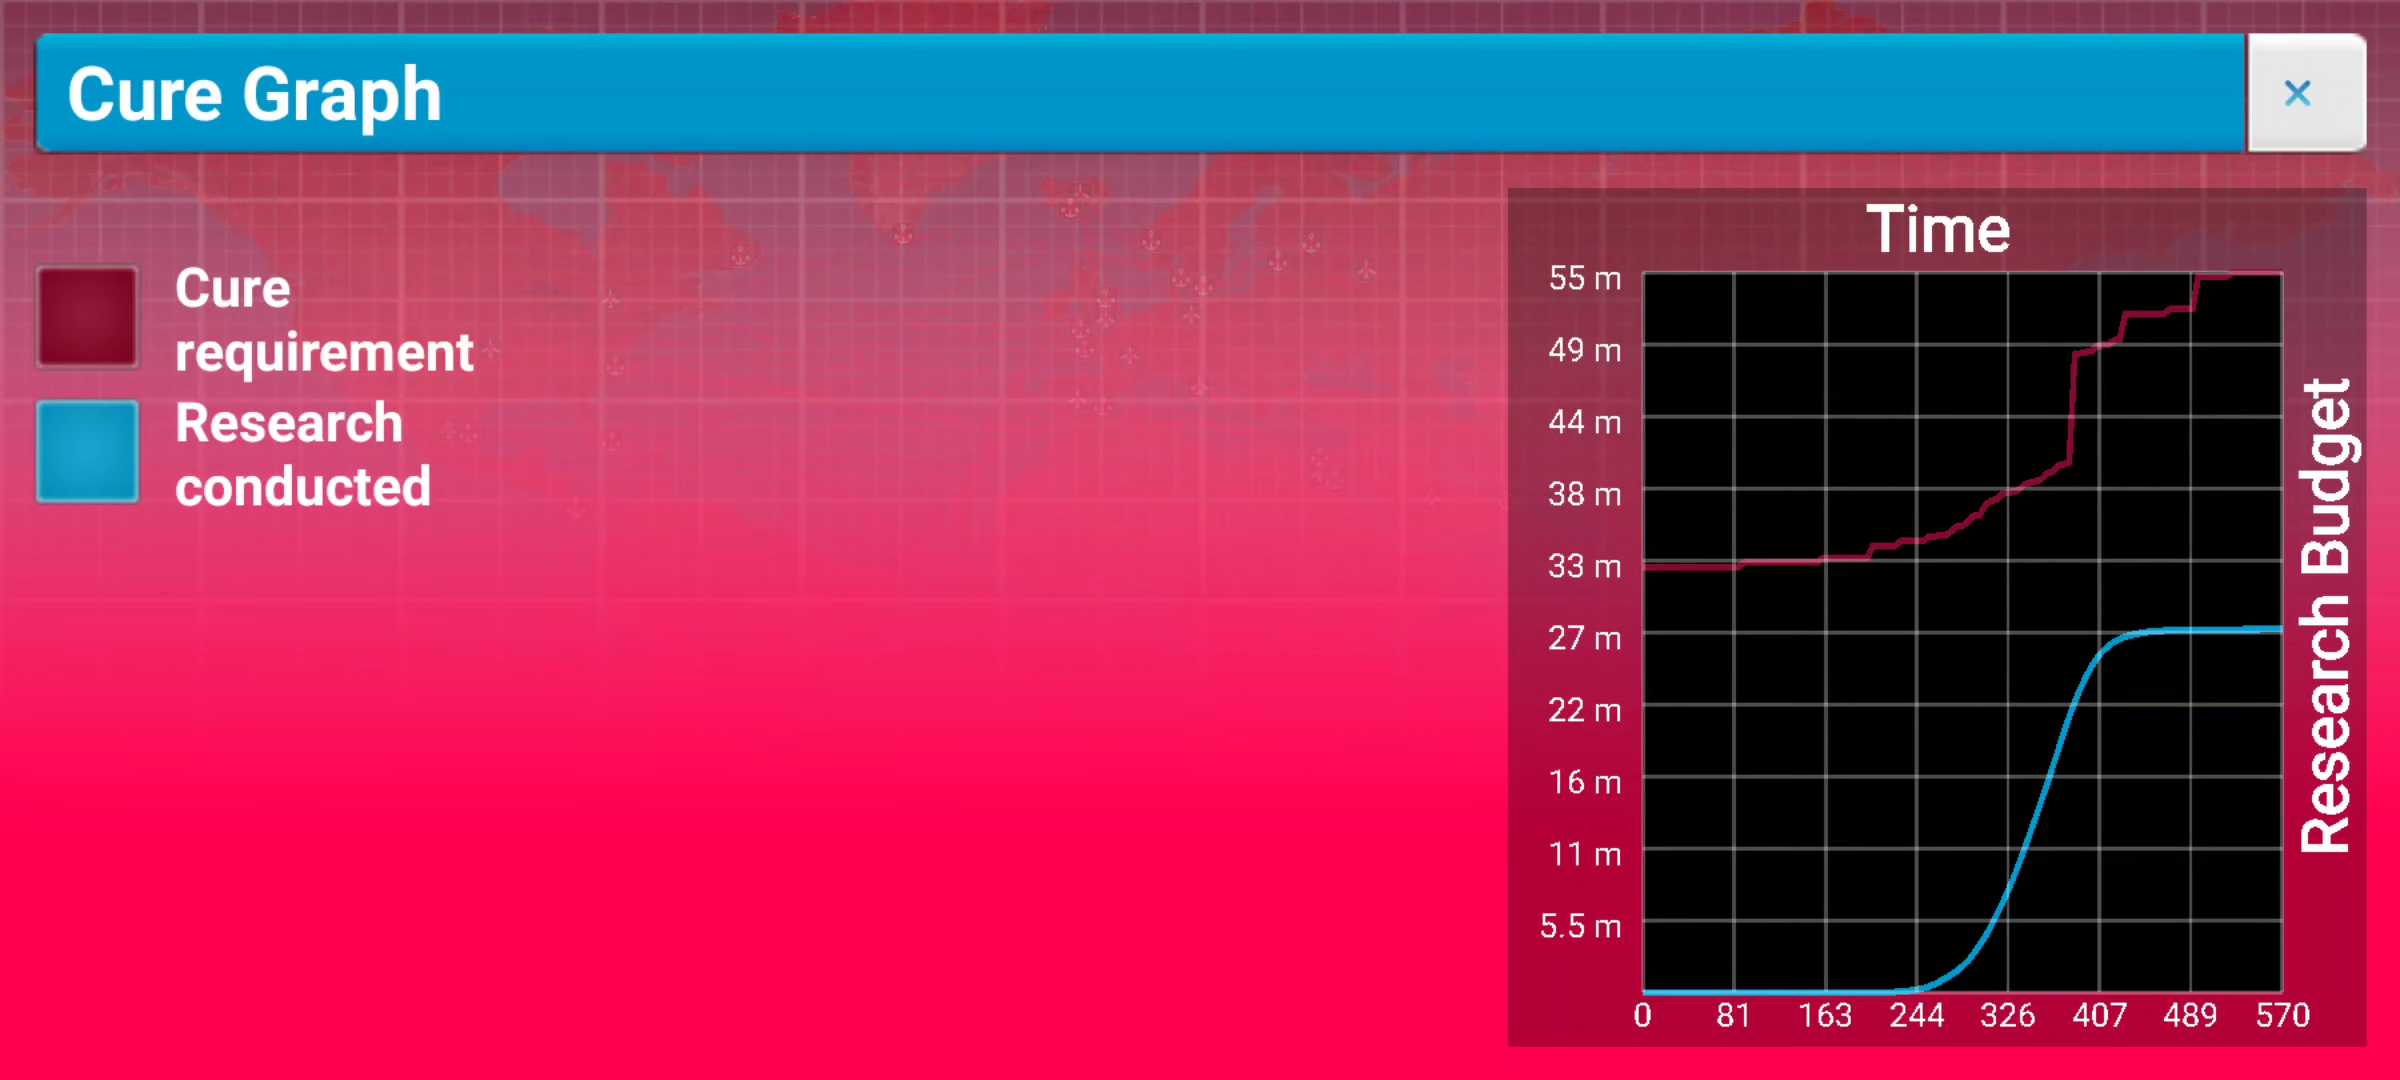 Cure Graph
×
Cure
requirement
Research
conducted
Time
55 m
49 m
44 m
38 m
33 m
27 m
22 m
16 m
11 m
5.5 m
0 81 163 244 326 407 489 570
Research Budget